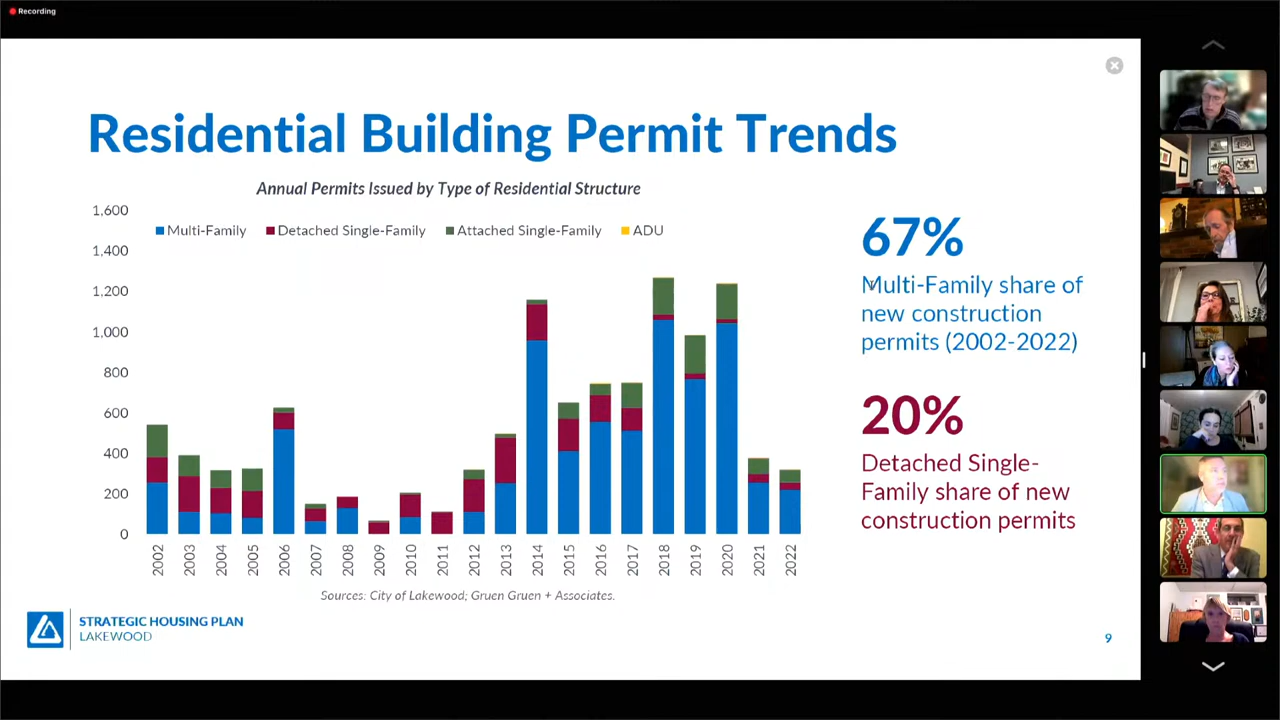 Recording
Residential Building Permit Trends
Annual Permits Issued by Type of Residential Structure
1,600
1,400
1,200
1,000
800
600
400
200
0
Multi-Family
Detached Single-Family
Attached Single-Family
ADU
2002
2003
2004
2005
2006
2007
2008
2009
2010
2011
2012
2013
2014
2015
2016
2017
2018
2019
2020
2021
2022
Sources: City of Lakewood; Gruen Gruen + Associates.
67%
Multi-Family share of
new construction
permits (2002-2022)
20%
Detached Single-
Family share of new
construction permits
STRATEGIC HOUSING PLAN
LAKEWOOD
9